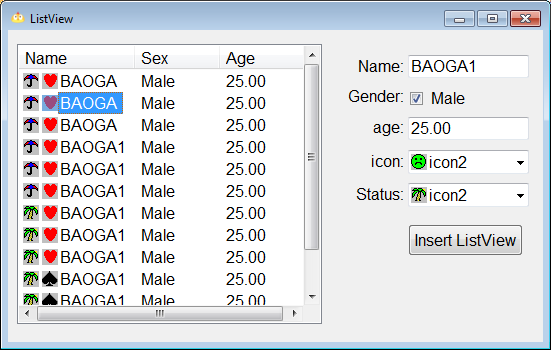 ListView
Name Sex Age
BAOGA Male 25.00
BAOGA Male 25.00
BAOGA Male 25.00
BAOGA1 Male 25.00
BAOGA1 Male 25.00
BAOGA1 Male 25.00
BAOGA1 Male 25.00
BAOGA1 Male 25.00
BAOGA1 Male 25.00
BAOGA1 Male 25.00
BAOGA1 Male 25.00
Name: BAOGA1
Gender: Male
age: 25.00
icon: icon2
Status: icon2
Insert ListView